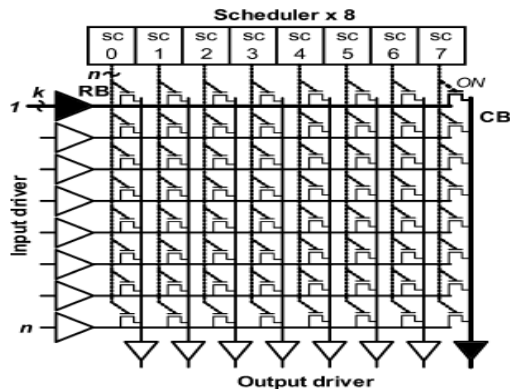 Scheduler x 8
SC 0 SC 1 SC 2 SC 3 SC 4 SC 5 SC 6 SC 7
n
k
RB
ON
1
CB
Input driver
n
Output driver